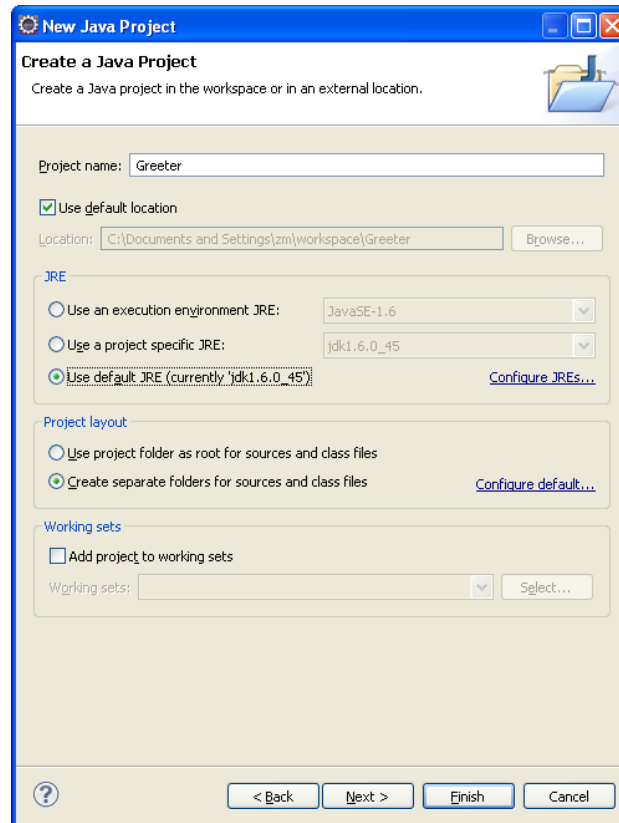 New Java Project
Create a Java Project
Create a Java project in the workspace or in an external location.
Project name: Greeter
Use default location
Location: C:\Documents and Settings\zm\workspace\Greeter Browse...
JRE
Use an execution environment JRE: JavaSE-1.6
Use a project specific JRE: jdk1.6.0_45
Use default JRE (currently 'jdk1.6.0_45') Configure JREs...
Project layout
Use project folder as root for sources and class files
Create separate folders for sources and class files Configure default...
Working sets
Add project to working sets
Working sets: Select...
? < Back Next > Finish Cancel